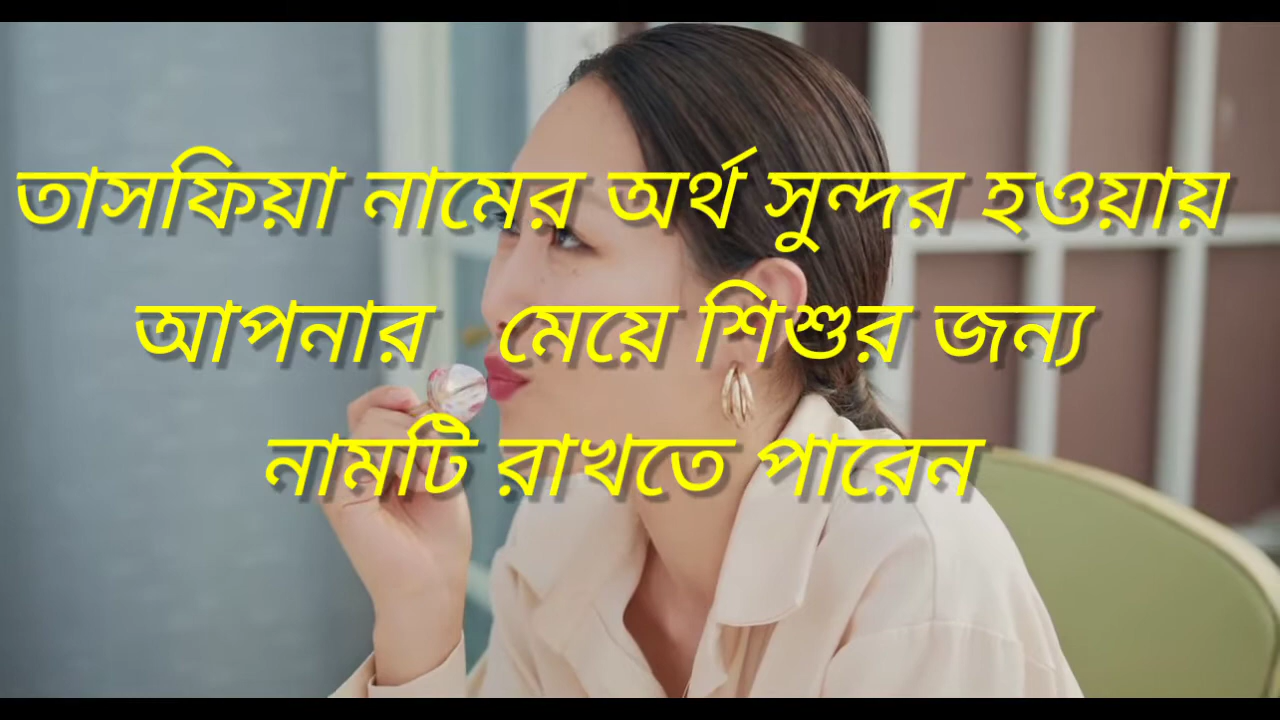 তাসফিয়া নামের অর্থ সুন্দর হওয়ায়
আপনার মেয়ে শিশুর জন্য
নামটি রাখতে পারেন